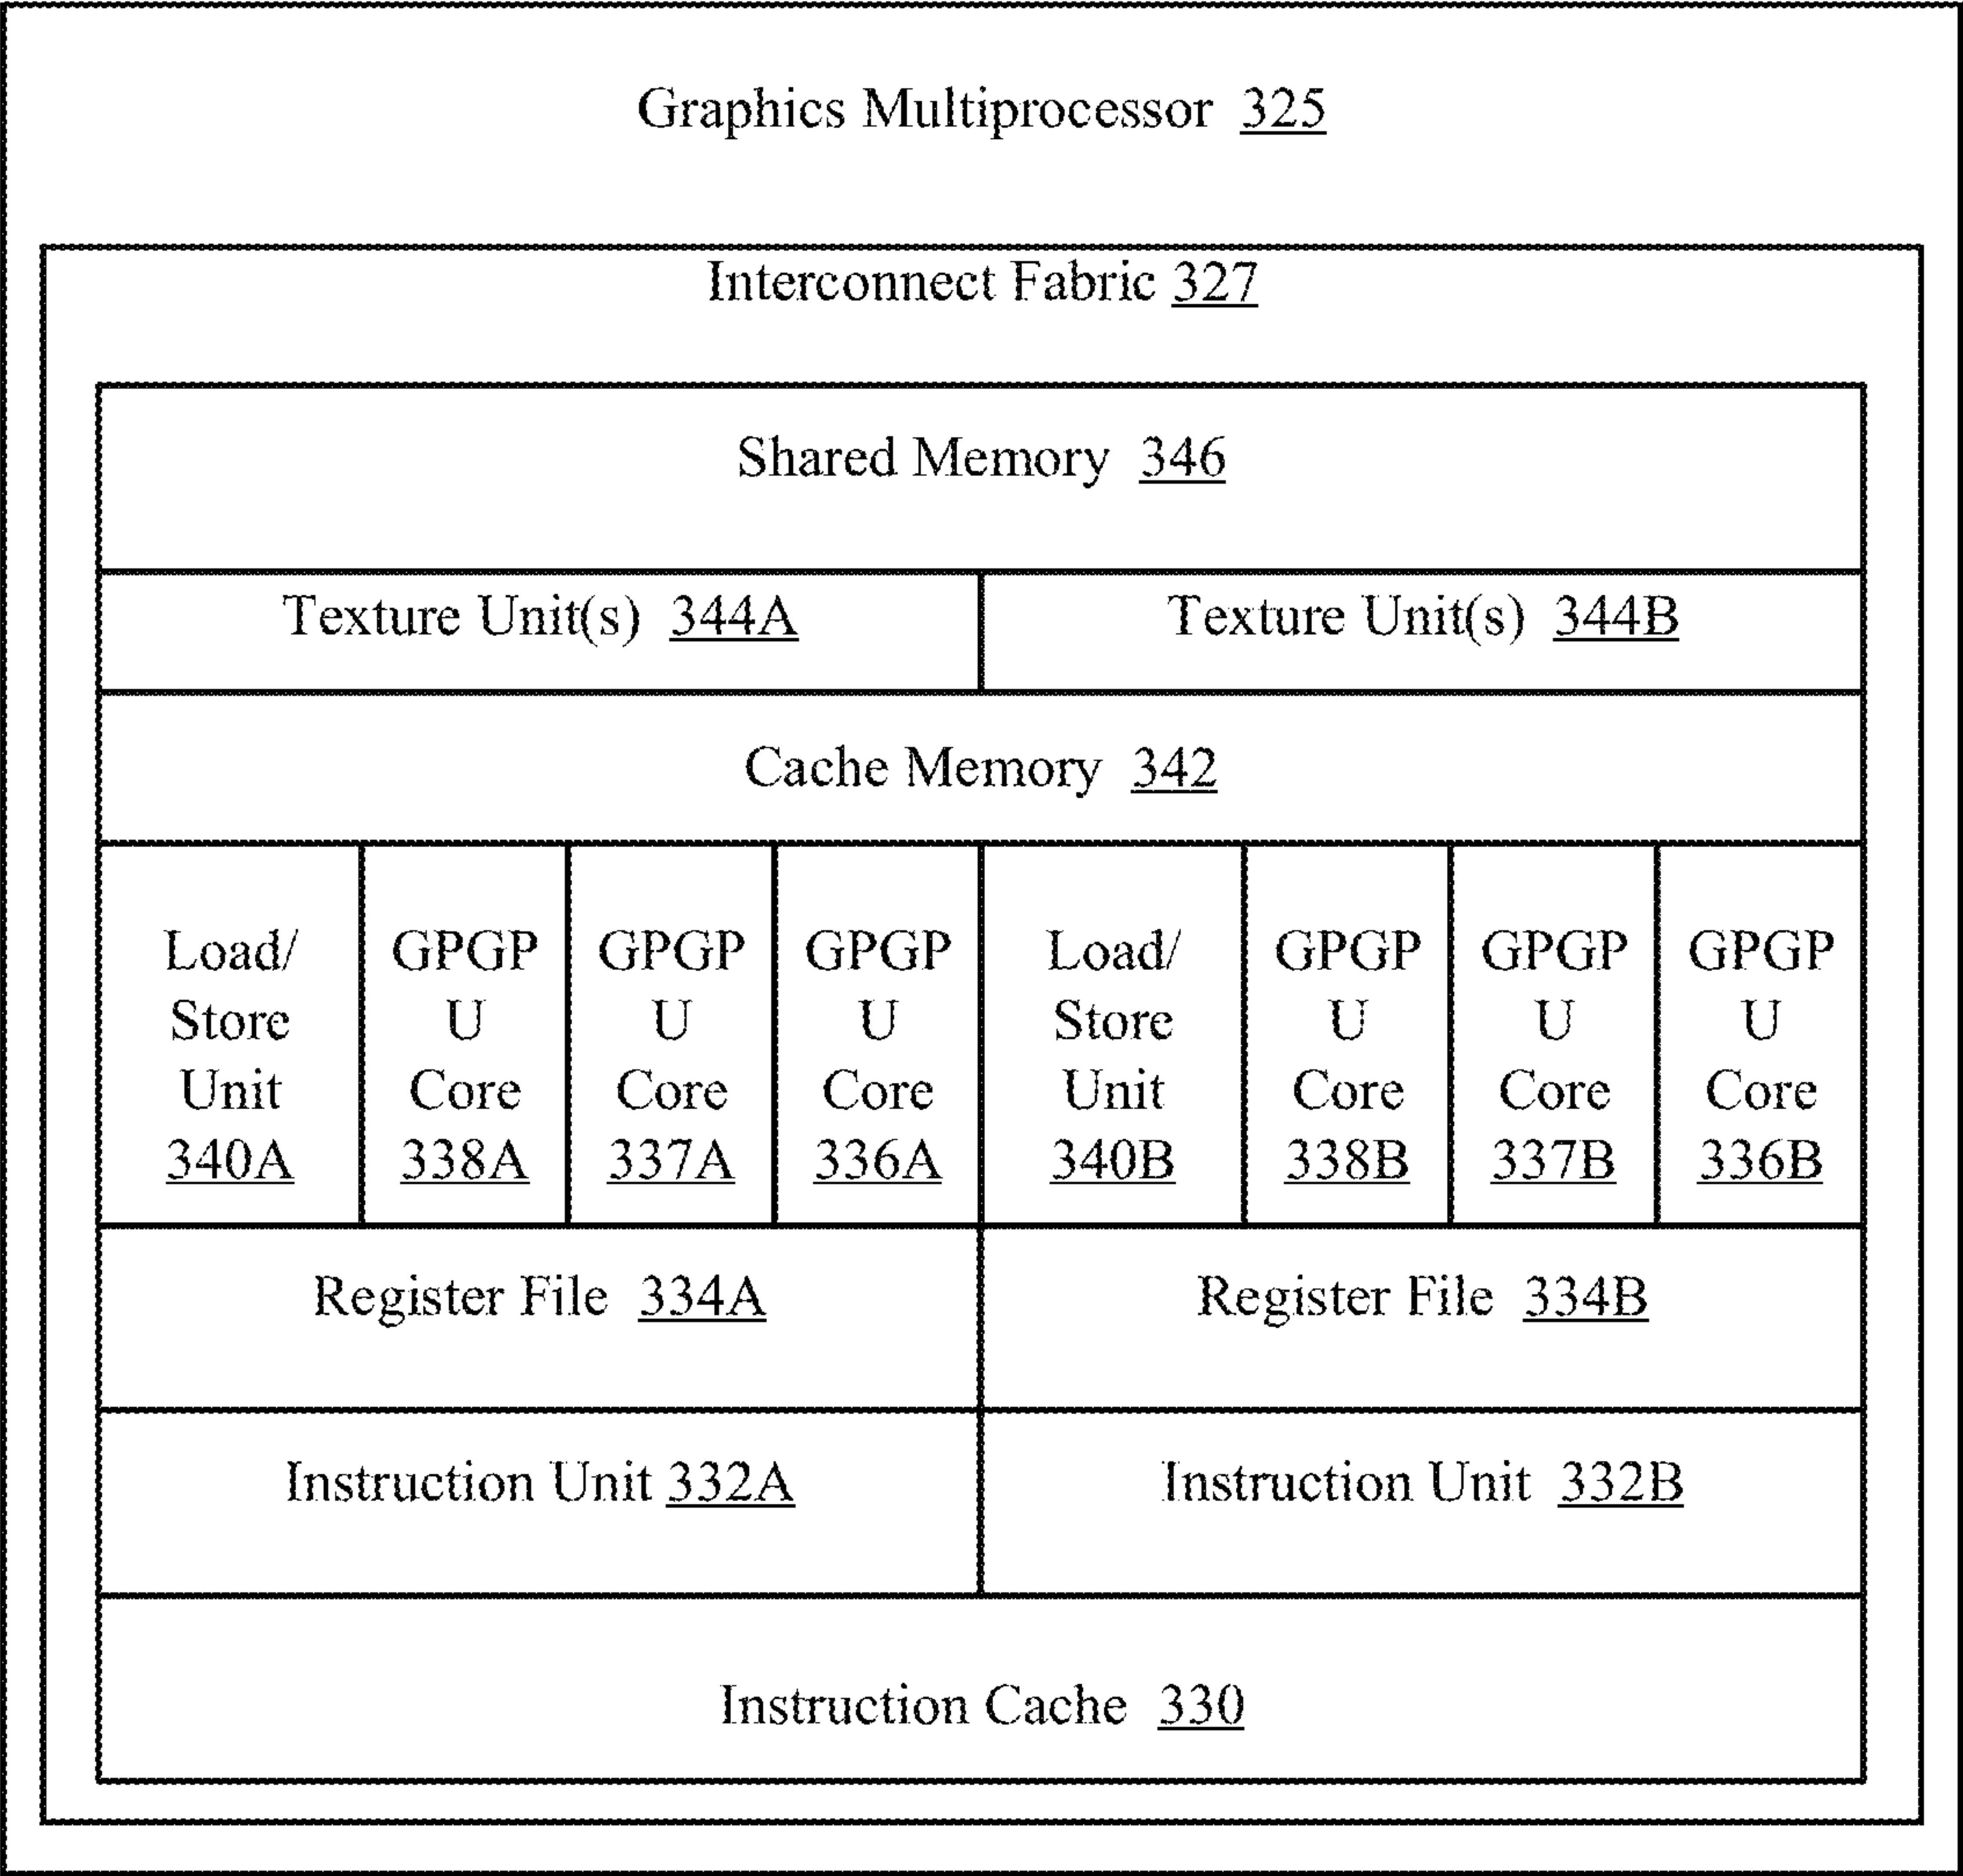 Graphics Multiprocessor 325
Interconnect Fabric 327
Shared Memory 346
Texture Unit(s) 344A
Texture Unit(s) 344B
Cache Memory 342
Load/
Store
Unit
340A
GPGP
U
Core
338A
GPGP
U
Core
337A
GPGP
U
Core
336A
Load/
Store
Unit
340B
GPGP
U
Core
338B
GPGP
U
Core
337B
GPGP
U
Core
336B
Register File 334A
Register File 334B
Instruction Unit 332A
Instruction Unit 332B
Instruction Cache 330